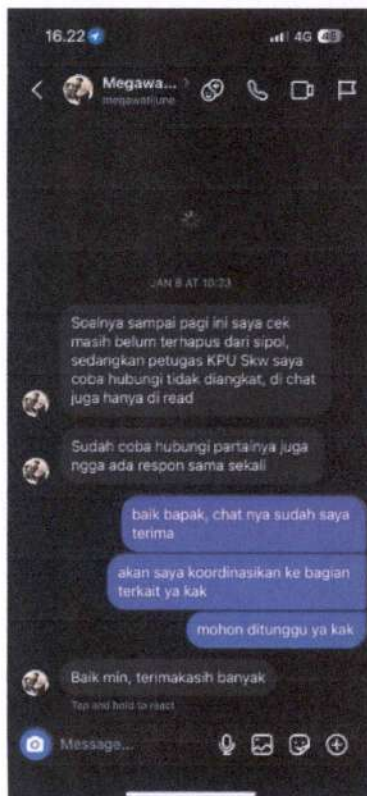 16.22
4G
Megawa...
megawatijune
JAN 8 AT 10:23
Soalnya sampai pagi ini saya cek
masih belum terhapus dari sipol,
sedangkan petugas KPU Skw saya
coba hubungi tidak diangkat, di chat
juga hanya di read
Sudah coba hubungi partainya juga
ngga ada respon sama sekali
baik bapak, chat nya sudah saya
terima
akan saya koordinasikan ke bagian
terkait ya kak
mohon ditunggu ya kak
Baik min, terimakasih banyak
Tap and hold to react
Message...